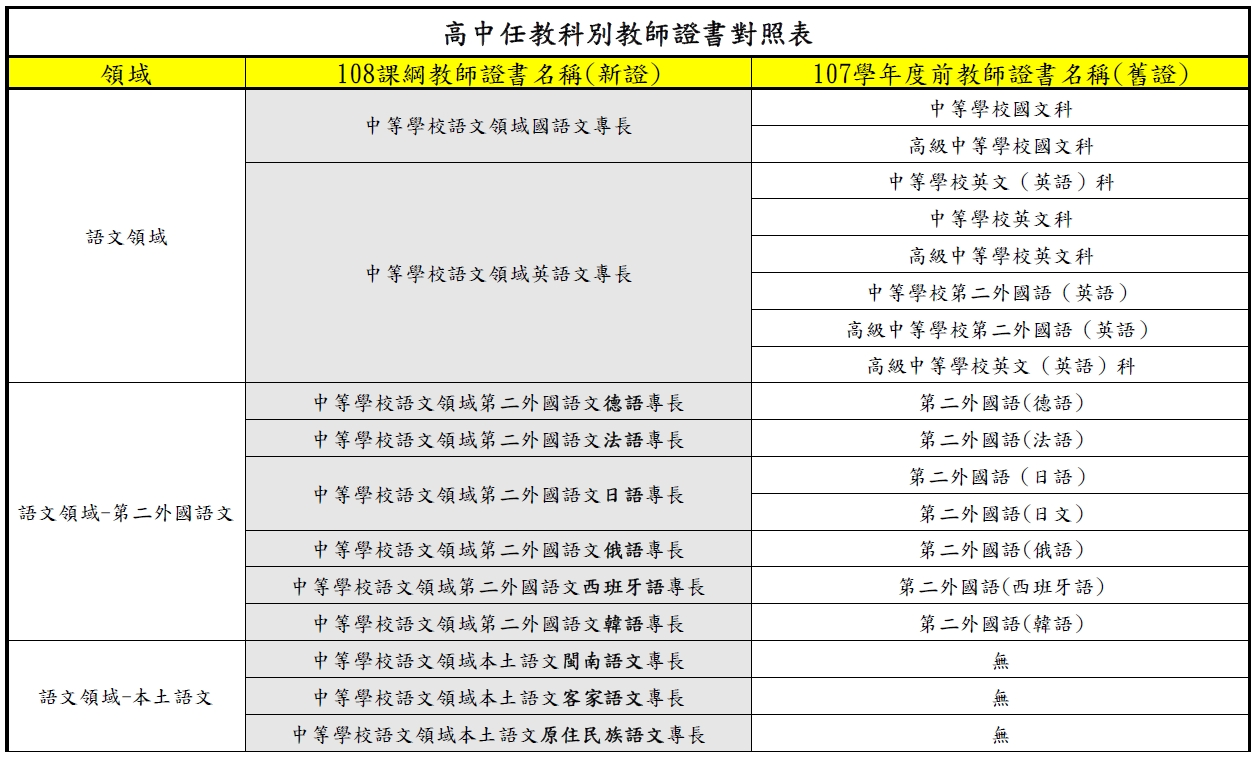 高中任教科別教師證書對照表
領域 108課綱教師證書名稱(新證) 107學年度前教師證書名稱(舊證)
語文領域
中等學校語文領域國語文專長
中等學校國文科
高級中等學校國文科
中等學校語文領域英語文專長
中等學校英文（英語）科
中等學校英文科
高級中等學校英文科
中等學校第二外國語（英語）
高級中等學校第二外國語（英語）
高級中等學校英文（英語）科
語文領域-第二外國語文
中等學校語文領域第二外國語文德語專長 第二外國語(德語)
中等學校語文領域第二外國語文法語專長 第二外國語(法語)
中等學校語文領域第二外國語文日語專長
第二外國語（日語）
第二外國語(日文)
中等學校語文領域第二外國語文俄語專長 第二外國語(俄語)
中等學校語文領域第二外國語文西班牙語專長 第二外國語(西班牙語)
中等學校語文領域第二外國語文韓語專長 第二外國語(韓語)
語文領域-本土語文
中等學校語文領域本土語文閩南語文專長 無
中等學校語文領域本土語文客家語文專長 無
中等學校語文領域本土語文原住民族語文專長 無